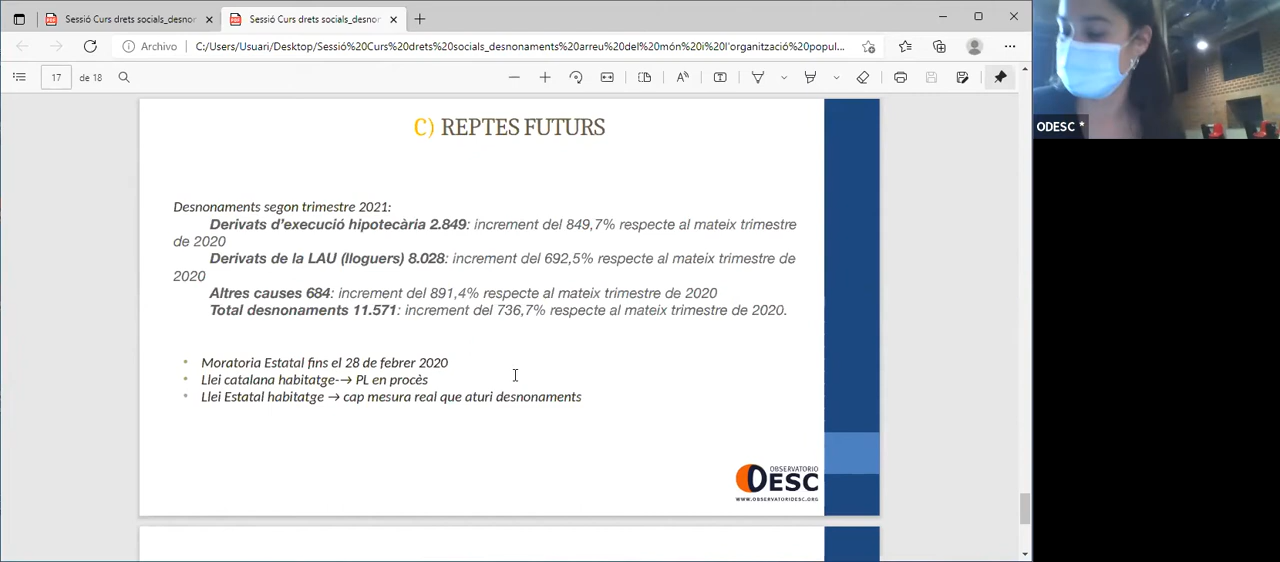 Sessió Curs drets socials_desnon
Sessió Curs drets socials_desnor
Archivo C:/Users/Usuari/Desktop/Sessió%20Curs%20drets%20socials_desnonaments%20arreu%20del%20món%20i%20l'organització%20popul...
17 de 18
ODESC *
C) REPTES FUTURS
Desnonaments segon trimestre 2021:
Derivats d'execució hipotecària 2.849: increment del 849,7% respecte al mateix trimestre
de 2020
Derivats de la LAU (lloguers) 8.028: increment del 692,5% respecte al mateix trimestre de
2020
Altres causes 684: increment del 891,4% respecte al mateix trimestre de 2020
Total desnonaments 11.571: increment del 736,7% respecte al mateix trimestre de 2020.
• Moratoria Estatal fins el 28 de febrer 2020
• Llei catalana habitatge-→ PL en procès
• Llei Estatal habitatge → cap mesura real que aturi desnonaments
OBSERVATORIO
DESC
WWW.OBSERVATORIDESC.ORG